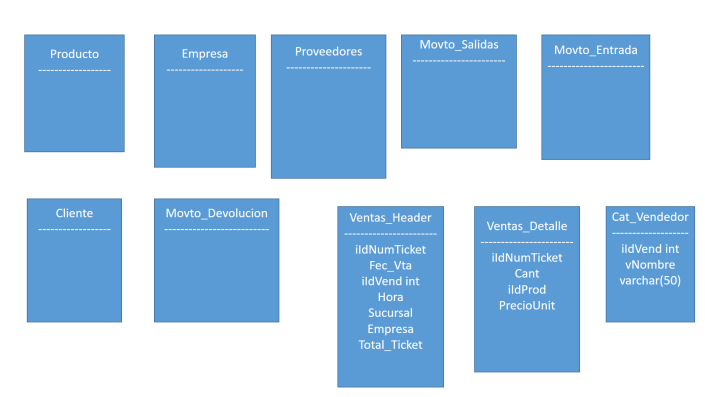 Producto
------------------
Empresa
-------------------
Proveedores
---------------------
Movto_Salidas
-----------------------
Movto_Entrada
------------------------
Cliente
------------------
Movto_Devolucion
---------------------
Ventas_Header
-----------------------
iIdNumTicket
Fec_Vta
iIdVend int
Hora
Sucursal
Empresa
Total_Ticket
Ventas_Detalle
-----------------------
iIdNumTicket
Cant
iIdProd
PrecioUnit
Cat_Vendedor
-------------------
iIdVend int
vNombre
varchar(50)